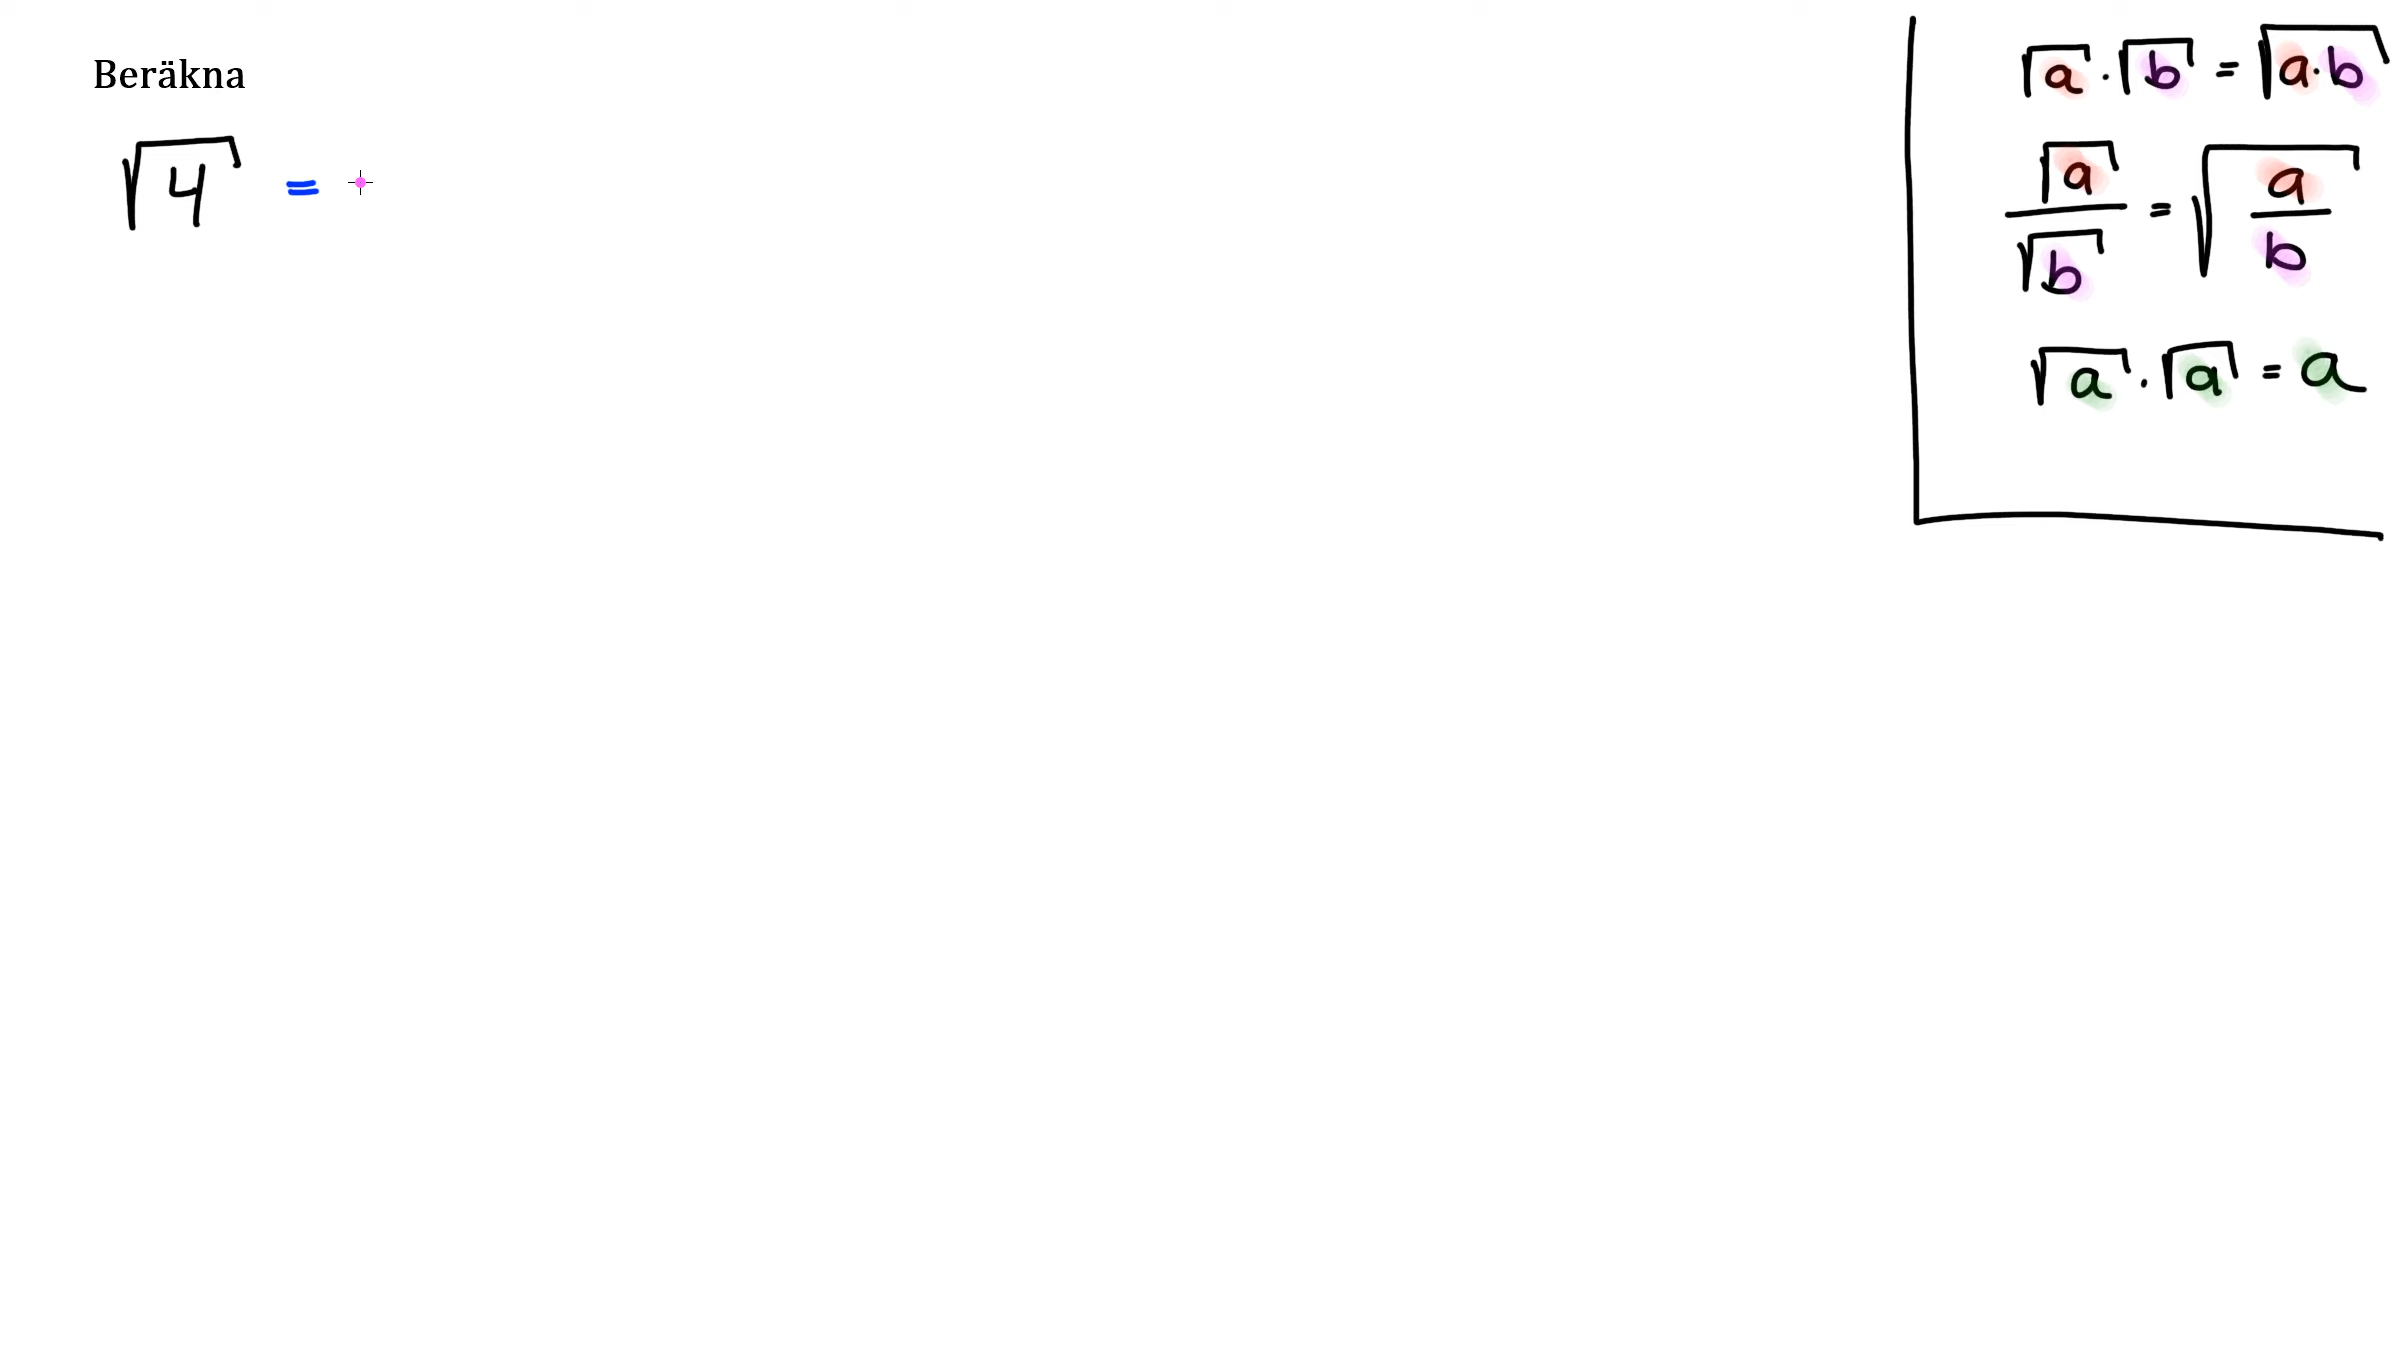 Beräkna
√4 =
√a · √b = √a·b
√a / √b = √(a/b)
√a · √a = a